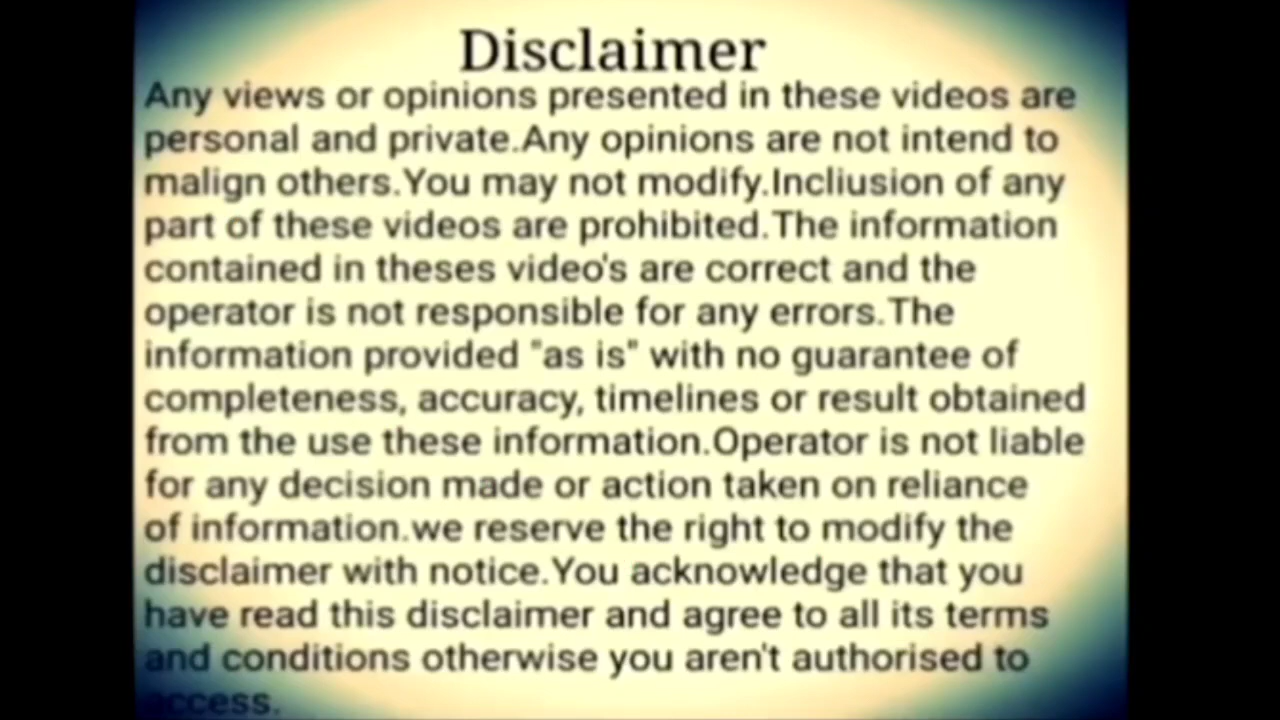 Disclaimer
Any views or opinions presented in these videos are
personal and private.Any opinions are not intend to
malign others.You may not modify.Incliusion of any
part of these videos are prohibited.The information
contained in theses video's are correct and the
operator is not responsible for any errors.The
information provided "as is" with no guarantee of
completeness, accuracy, timelines or result obtained
from the use these information.Operator is not liable
for any decision made or action taken on reliance
of information.we reserve the right to modify the
disclaimer with notice.You acknowledge that you
have read this disclaimer and agree to all its terms
and conditions otherwise you aren't authorised to
access.